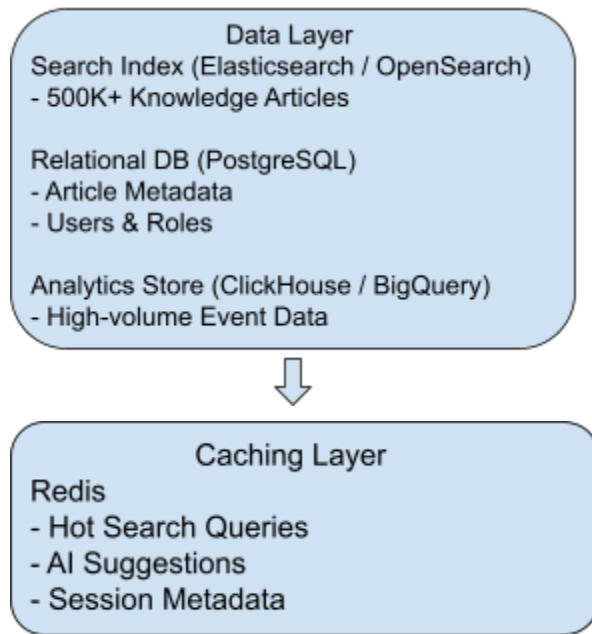 Data Layer
Search Index (Elasticsearch / OpenSearch)
- 500K+ Knowledge Articles
Relational DB (PostgreSQL)
- Article Metadata
- Users & Roles
Analytics Store (ClickHouse / BigQuery)
- High-volume Event Data
Caching Layer
Redis
- Hot Search Queries
- AI Suggestions
- Session Metadata